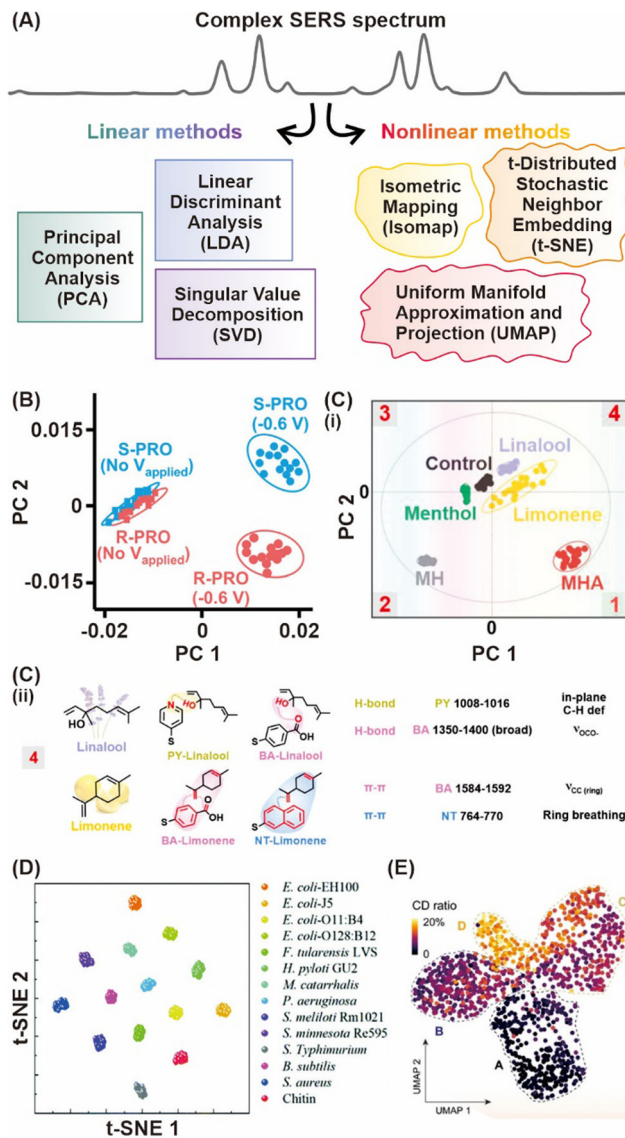 (A)
Complex SERS spectrum
Linear methods
Nonlinear methods
Principal
Component
Analysis
(PCA)
Linear
Discriminant
Analysis
(LDA)
Singular Value
Decomposition
(SVD)
Isometric
Mapping
(Isomap)
t-Distributed
Stochastic
Neighbor
Embedding
(t-SNE)
Uniform Manifold
Approximation and
Projection (UMAP)
(B)
S-PRO
(-0.6 V)
0.015
S-PRO
(No Vapplied)
PC 2
0
R-PRO
(No Vapplied)
R-PRO
(-0.6 V)
-0.015
-0.02
0
0.02
PC 1
(C)
(i)
3
4
Linalool
Control
PC 2
0
Menthol
Limonene
MH
MHA
2
1
0
PC 1
(C)
(ii)
4
HO
Linalool
N
HO
S
PY-Linalool
HO
O
OH
S
BA-Linalool
H-bond
PY 1008-1016
in-plane
C-H def
H-bond
BA 1350-1400 (broad)
νOCO-
Limonene
O
OH
S
BA-Limonene
S
NT-Limonene
π-π
BA 1584-1592
νCC (ring)
π-π
NT 764-770
Ring breathing
(D)
t-SNE 2
t-SNE 1
E. coli-EH100
E. coli-J5
E. coli-O11:B4
E. coli-O128:B12
F. tularensis LVS
H. pyloti GU2
M. catarrhalis
P. aeruginosa
S. meliloti Rm1021
S. minnesota Re595
S. Typhimurium
B. subtilis
S. aureus
Chitin
(E)
CD ratio
20%
0
D
C
B
A
UMAP 2
UMAP 1